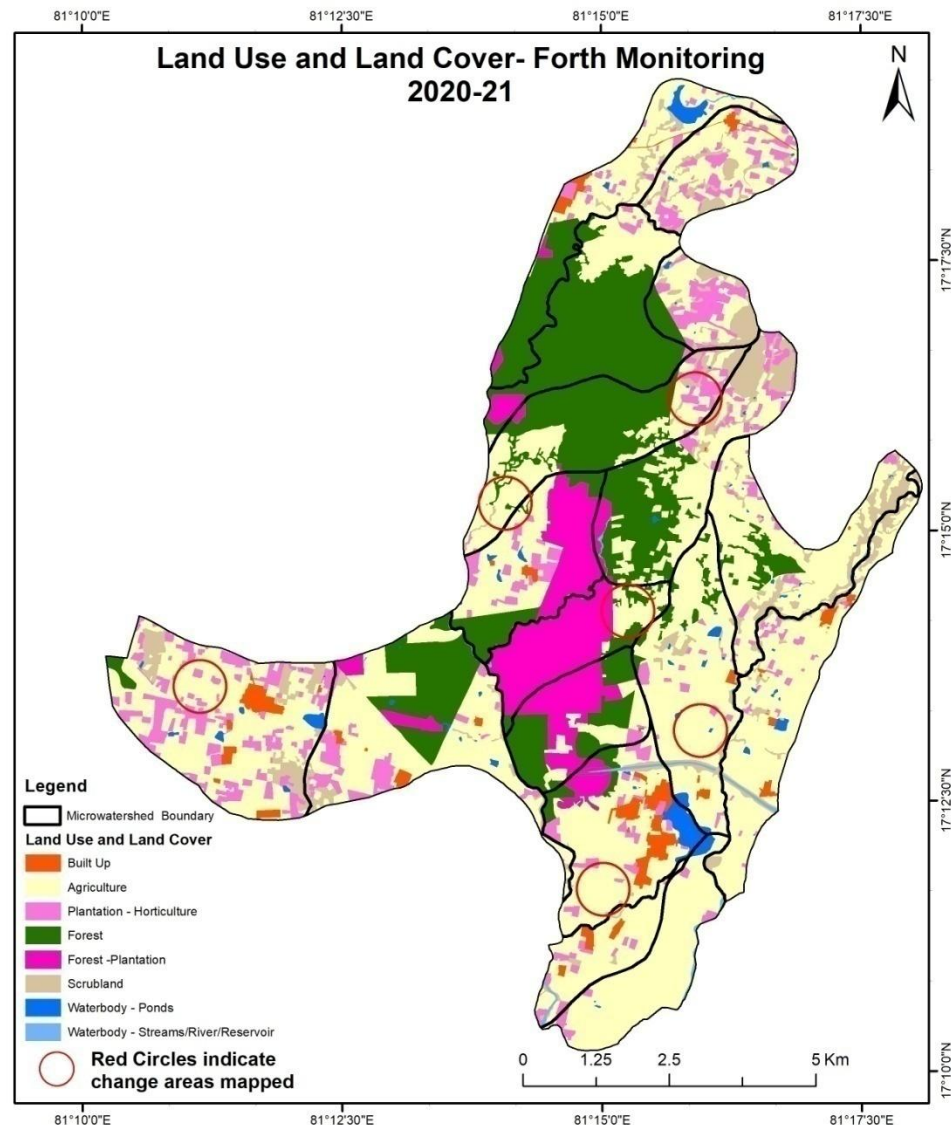 81°10'0"E
81°12'30"E
81°15'0"E
81°17'30"E
Land Use and Land Cover- Forth Monitoring
2020-21
N
17°17'30"N
17°15'0"N
17°12'30"N
17°10'0"N
Legend
Microwatershed Boundary
Land Use and Land Cover
Built Up
Agriculture
Plantation - Horticulture
Forest
Forest -Plantation
Scrubland
Waterbody - Ponds
Waterbody - Streams/River/Reservoir
Red Circles indicate
change areas mapped
0 1.25 2.5 5 Km
81°10'0"E
81°12'30"E
81°15'0"E
81°17'30"E